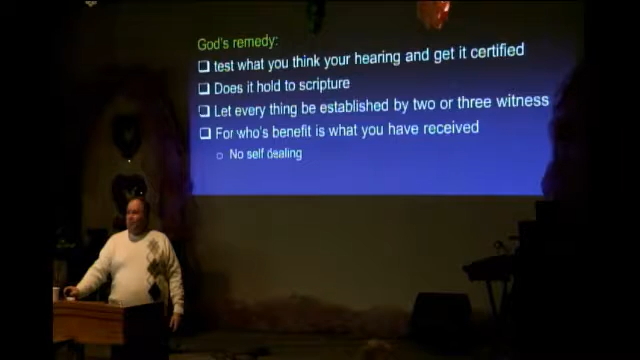 God's remedy:
test what you think your hearing and get it certified
Does it hold to scripture
Let every thing be established by two or three witness
For who's benefit is what you have received
No self dealing